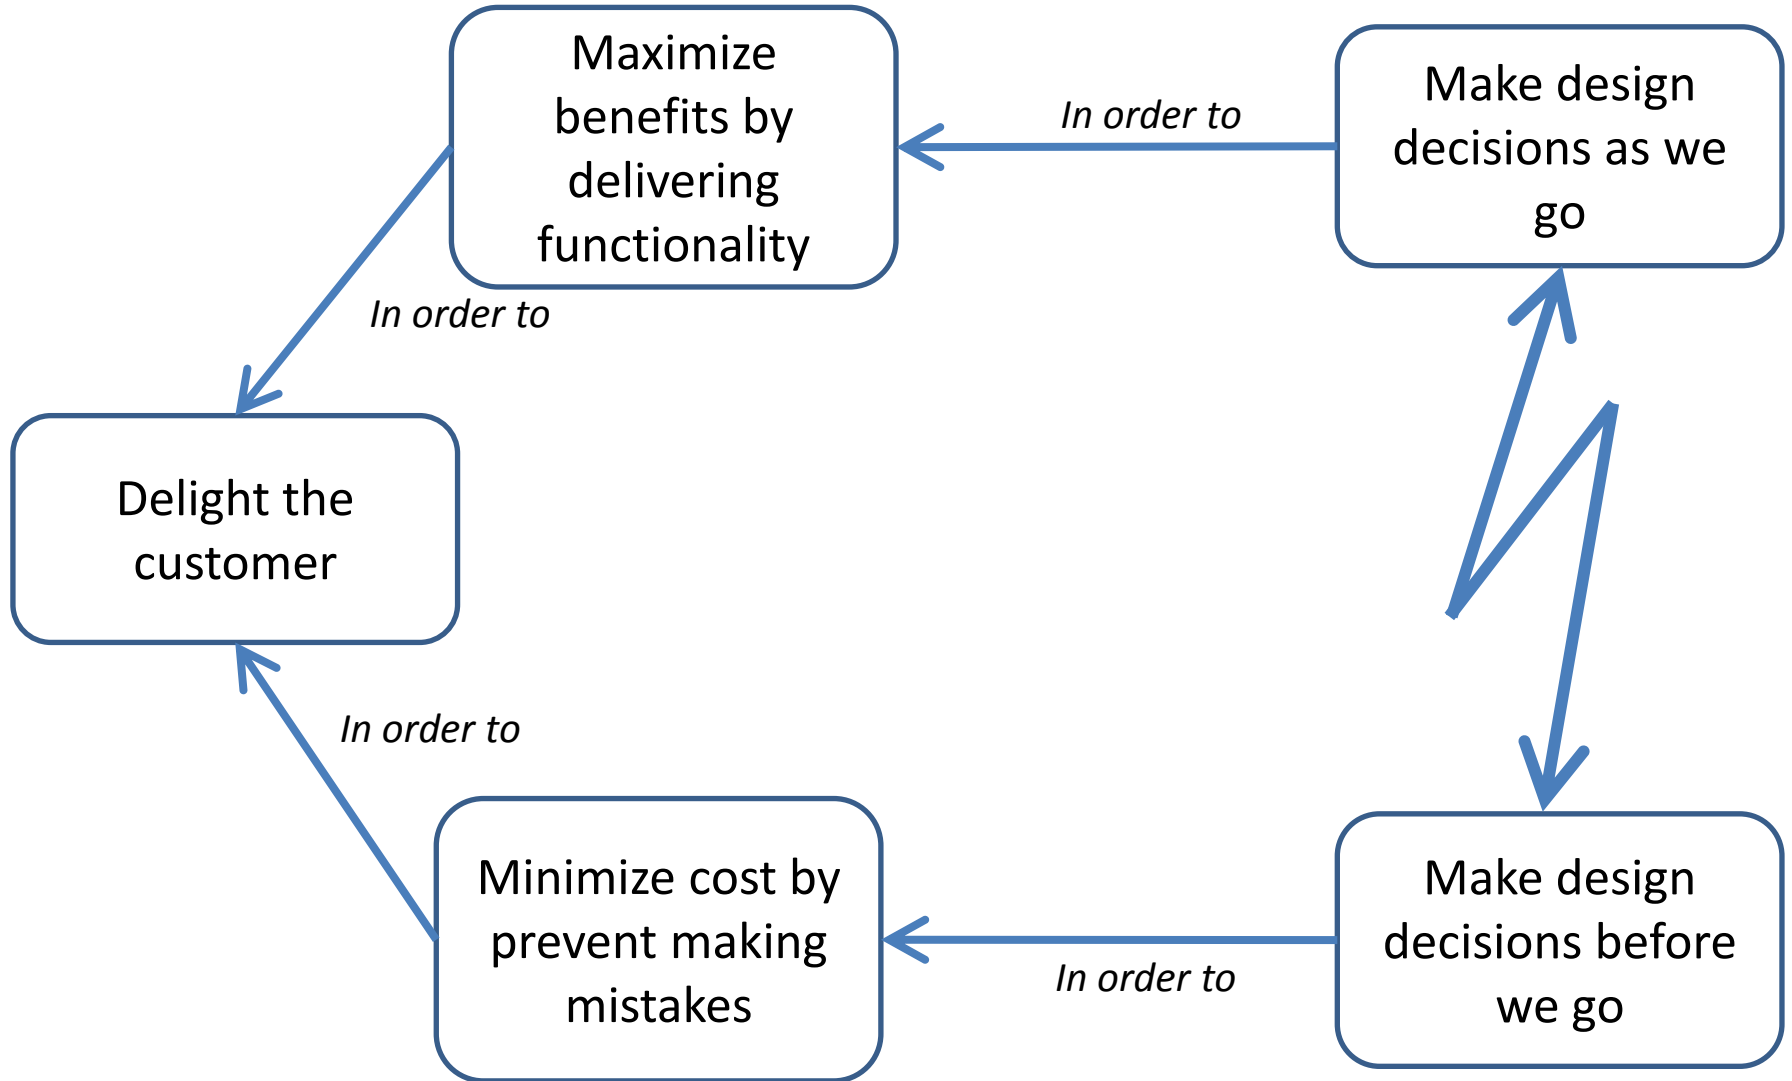 Maximize
benefits by
delivering
functionality
In order to
Make design
decisions as we
go
In order to
Delight the
customer
In order to
Minimize cost by
prevent making
mistakes
In order to
Make design
decisions before
we go